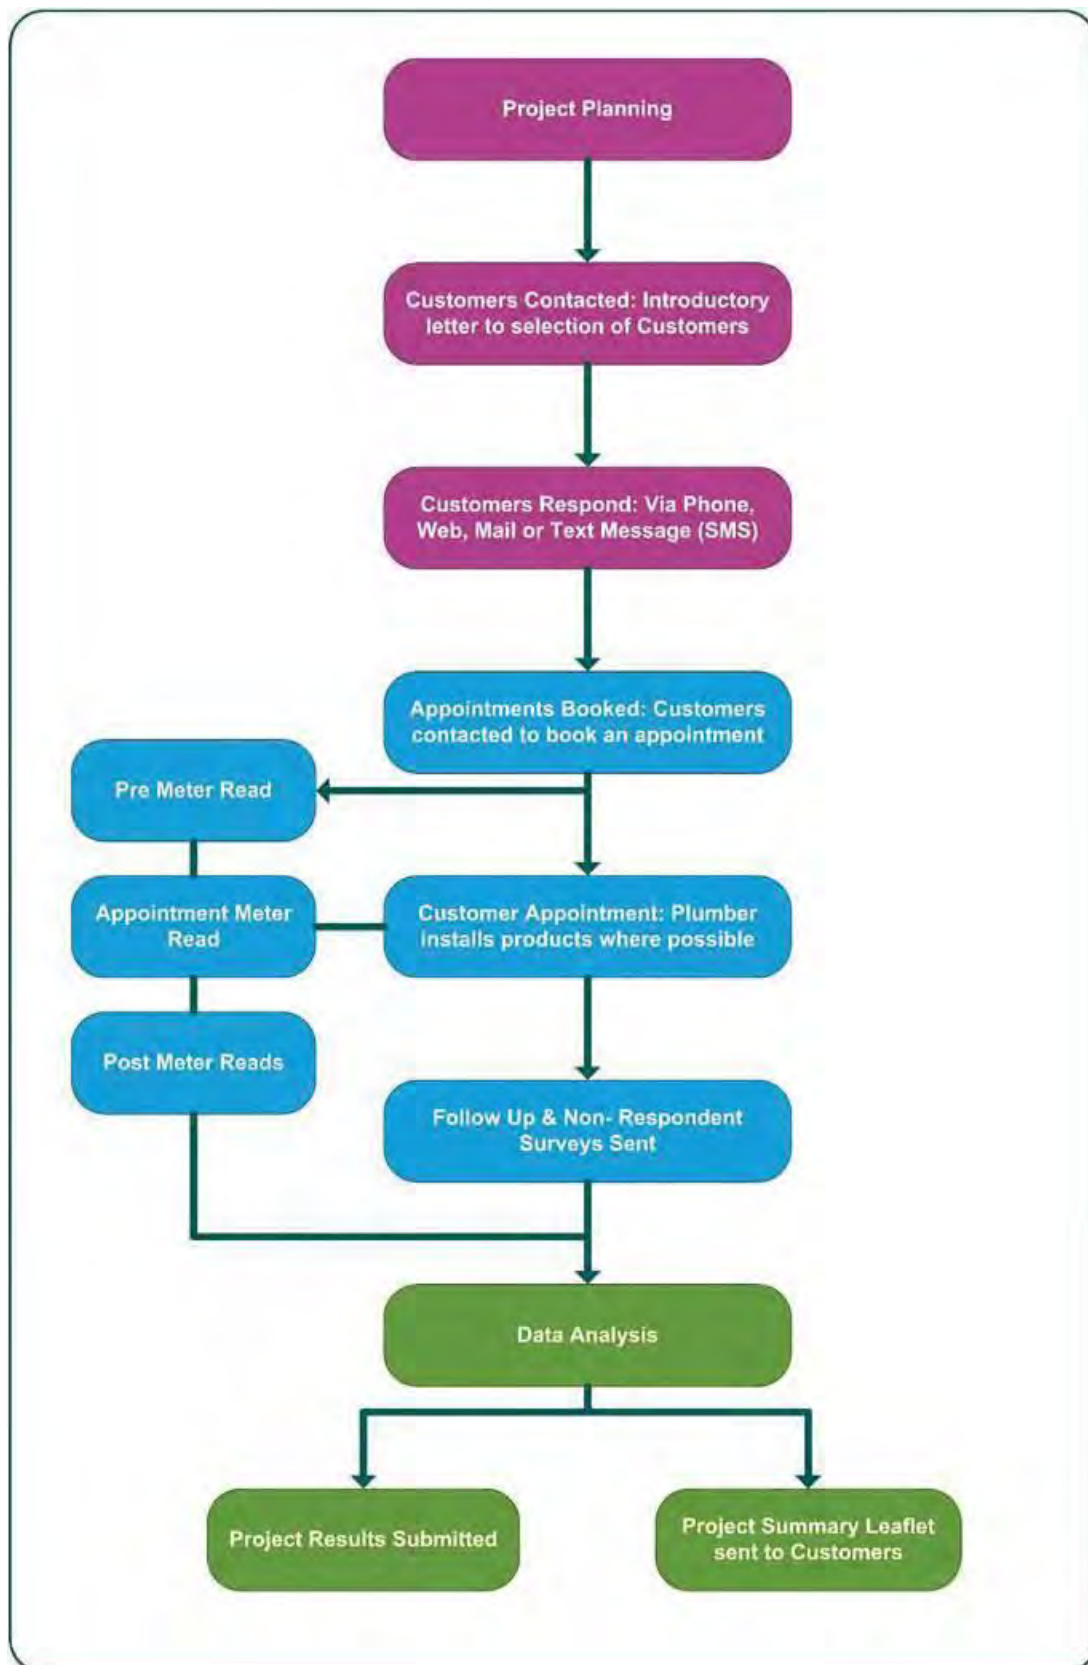 Project Planning
Customers Contacted: Introductory
letter to selection of Customers
Customers Respond: Via Phone,
Web, Mail or Text Message (SMS)
Appointments Booked: Customers
contacted to book an appointment
Pre Meter Read
Appointment Meter
Read
Customer Appointment: Plumber
installs products where possible
Post Meter Reads
Follow Up & Non- Respondent
Surveys Sent
Data Analysis
Project Results Submitted
Project Summary Leaflet
sent to Customers